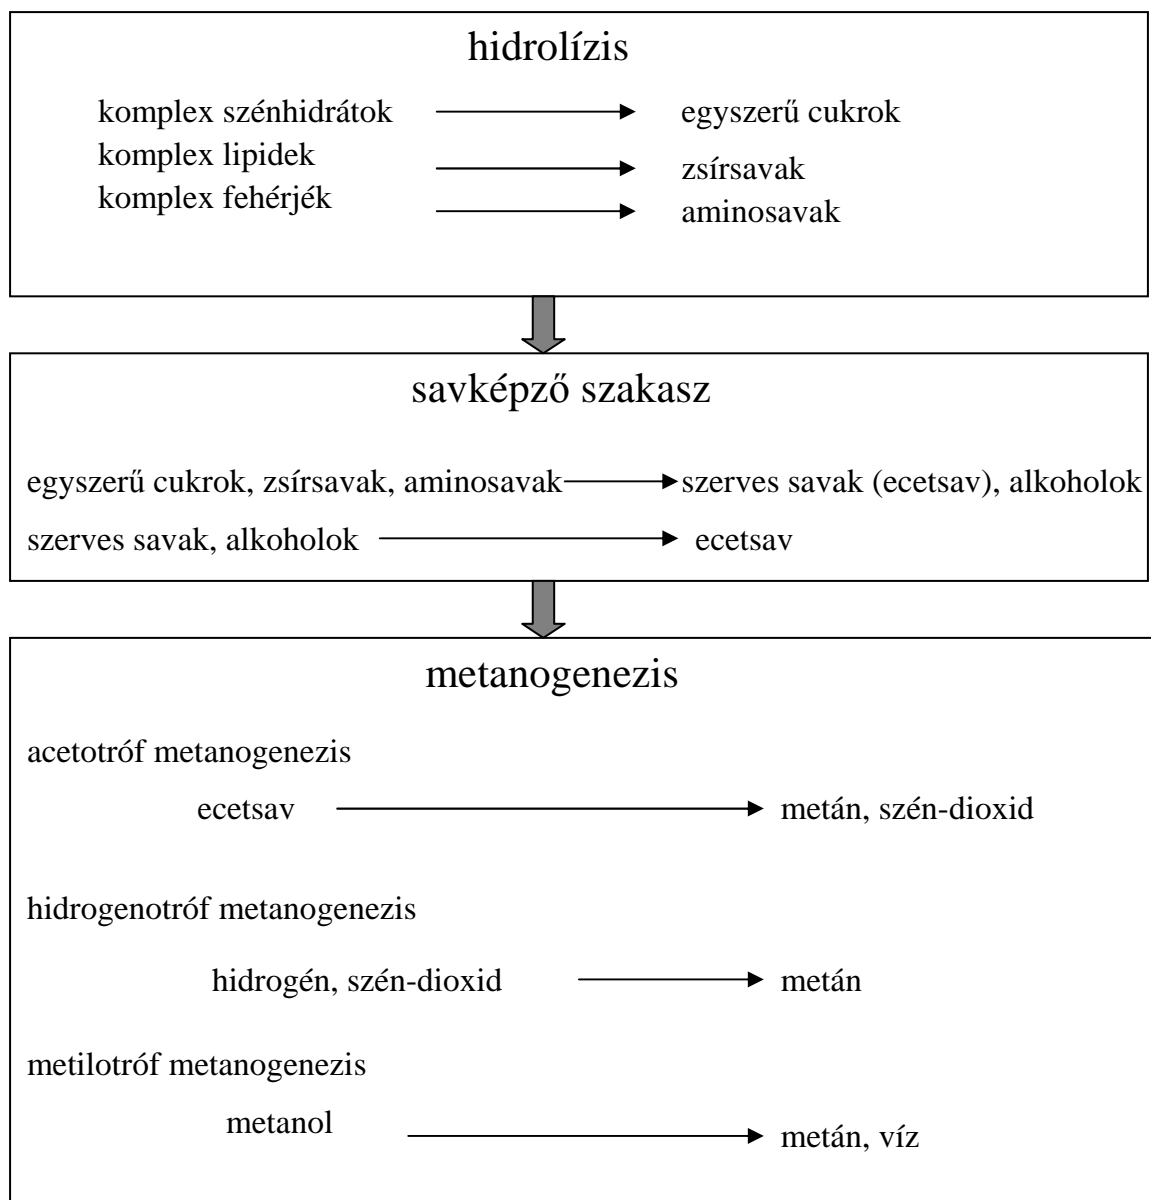 hidrolízis
komplex szénhidrátok egyszerű cukrok
komplex lipidek zsírsavak
komplex fehérjék aminosavak
savképző szakasz
egyszerű cukrok, zsírsavak, aminosavak szerves savak (ecetsav), alkoholok
szerves savak, alkoholok ecetsav
metanogenezis
acetotróf metanogenezis
ecetsav metán, szén-dioxid
hidrogenotróf metanogenezis
hidrogén, szén-dioxid metán
metilotróf metanogenezis
metanol metán, víz